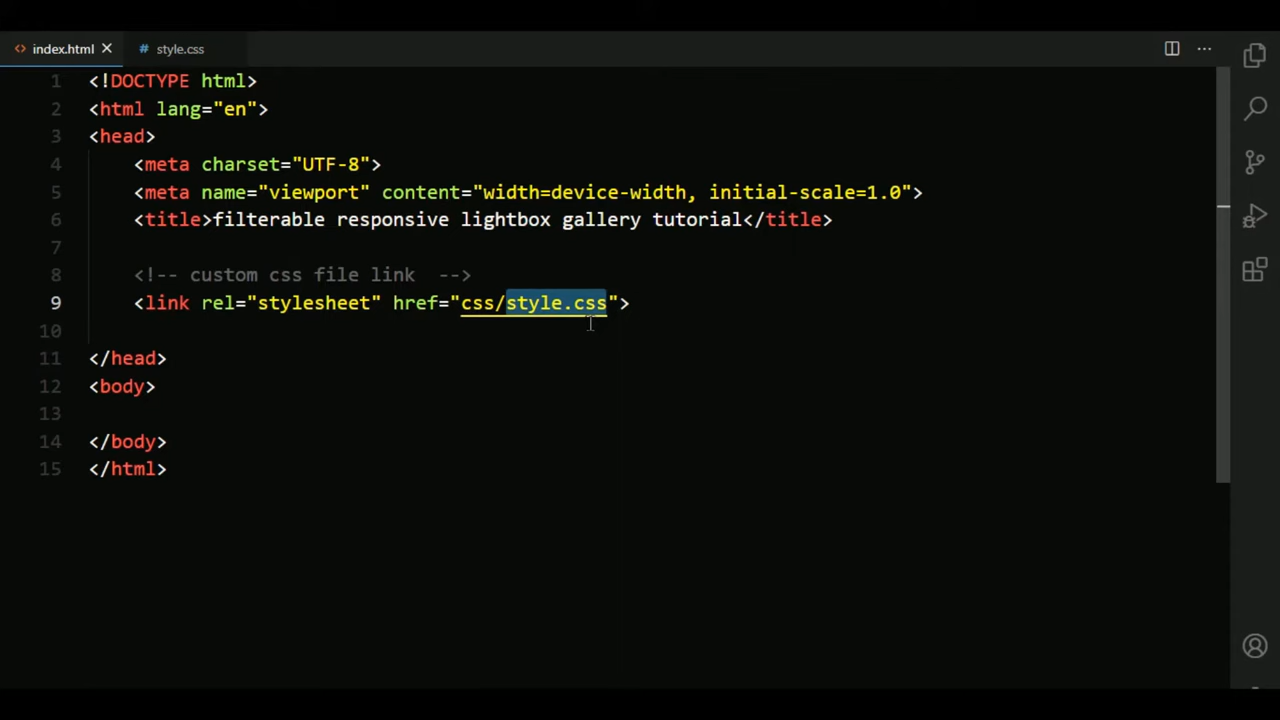 index.html
style.css
1 <!DOCTYPE html>
2 <html lang="en">
3 <head>
4     <meta charset="UTF-8">
5     <meta name="viewport" content="width=device-width, initial-scale=1.0">
6     <title>filterable responsive lightbox gallery tutorial</title>
7
8     <!-- custom css file link  -->
9     <link rel="stylesheet" href="css/style.css">
10
11 </head>
12 <body>
13
14 </body>
15 </html>